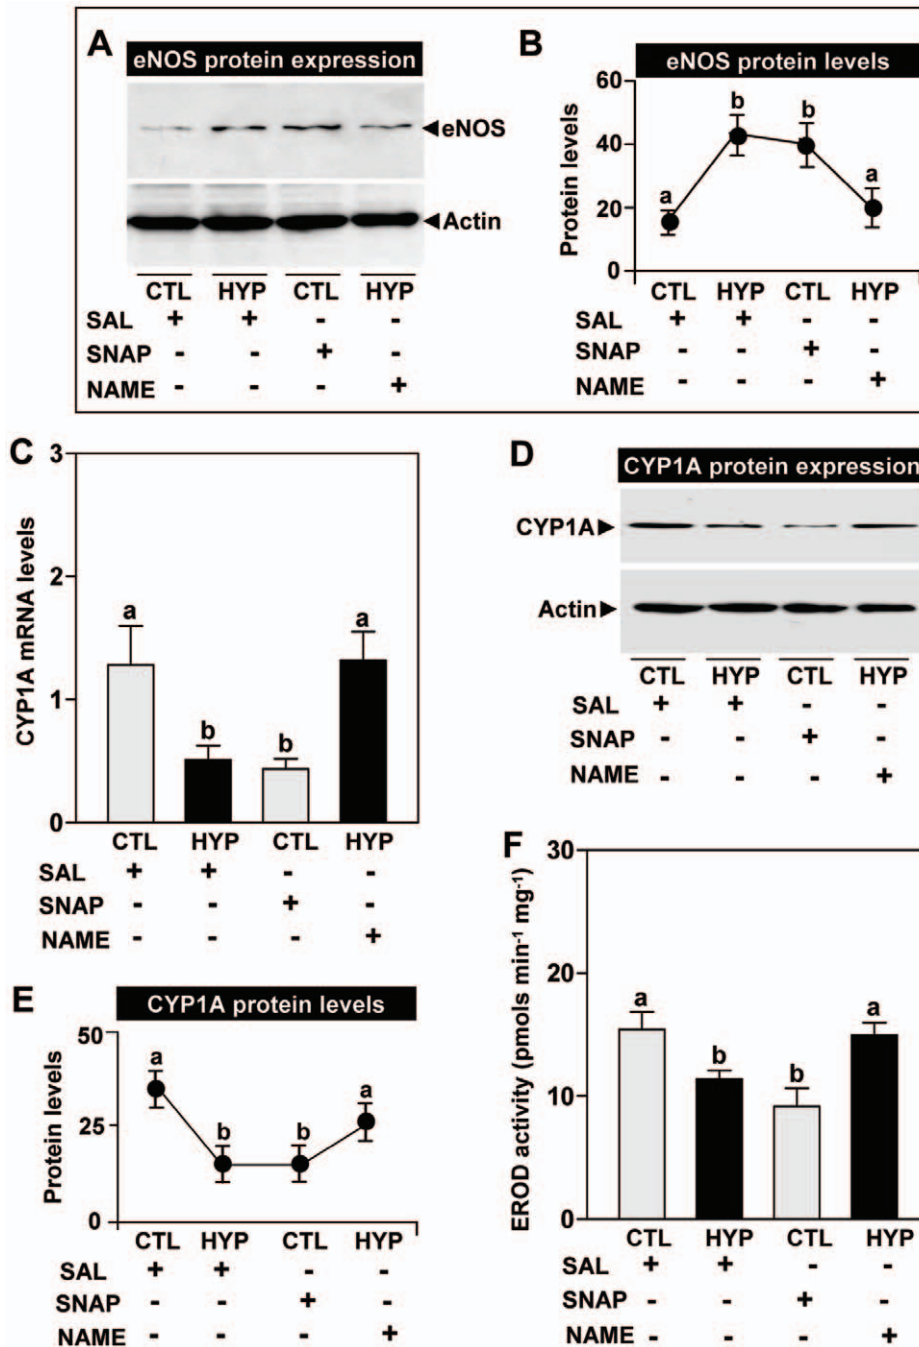 A
eNOS protein expression
◄eNOS
◄Actin
CTL HYP CTL HYP
SAL + + - -
SNAP - - + -
NAME - - - +
B
eNOS protein levels
Protein levels
60
40
20
0
a b b a
CTL HYP CTL HYP
SAL + + - -
SNAP - - + -
NAME - - - +
C
CYP1A mRNA levels
3
2
1
0
a b b a
CTL HYP CTL HYP
SAL + + - -
SNAP - - + -
NAME - - - +
D
CYP1A protein expression
CYP1A►
Actin►
CTL HYP CTL HYP
SAL + + - -
SNAP - - + -
NAME - - - +
E
CYP1A protein levels
Protein levels
50
25
0
a b b a
CTL HYP CTL HYP
SAL + + - -
SNAP - - + -
NAME - - - +
F
EROD activity (pmols min⁻¹ mg⁻¹)
30
20
10
0
a b b a
CTL HYP CTL HYP
SAL + + - -
SNAP - - + -
NAME - - - +